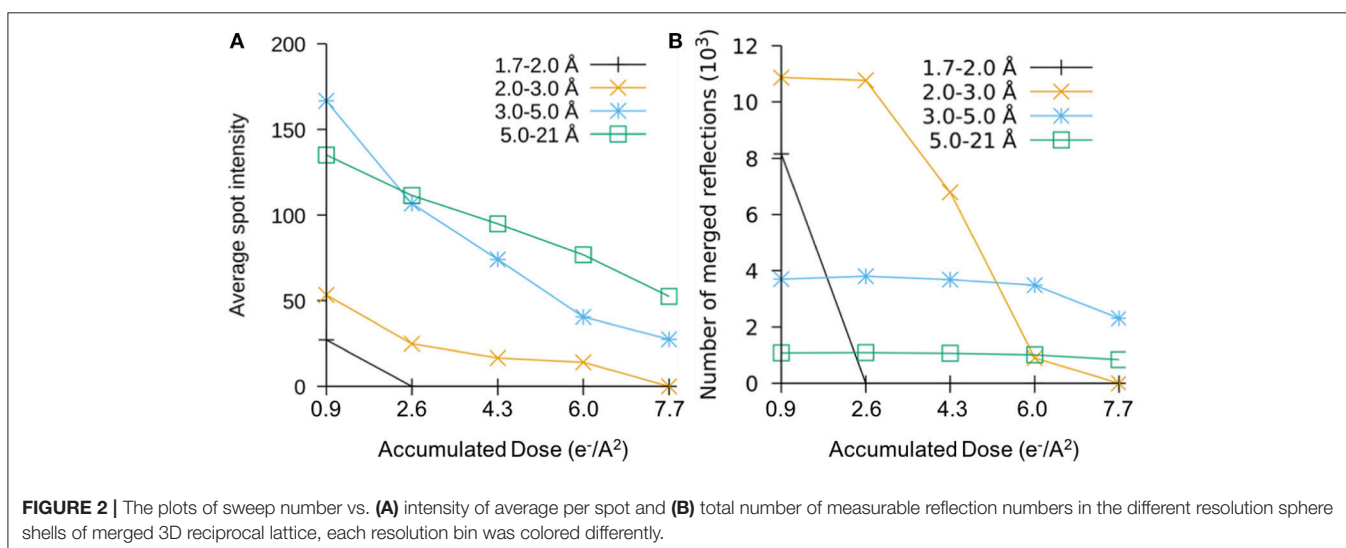 A
200
150
100
50
0
Average spot intensity
1.7-2.0 Å
2.0-3.0 Å
3.0-5.0 Å
5.0-21 Å
0.9 2.6 4.3 6.0 7.7
Accumulated Dose (e-/A²)
B
12
10
8
6
4
2
0
Number of merged reflections (10³)
1.7-2.0 Å
2.0-3.0 Å
3.0-5.0 Å
5.0-21 Å
0.9 2.6 4.3 6.0 7.7
Accumulated Dose (e⁻/A²)
FIGURE 2 | The plots of sweep number vs. (A) intensity of average per spot and (B) total number of measurable reflection numbers in the different resolution sphere
shells of merged 3D reciprocal lattice, each resolution bin was colored differently.